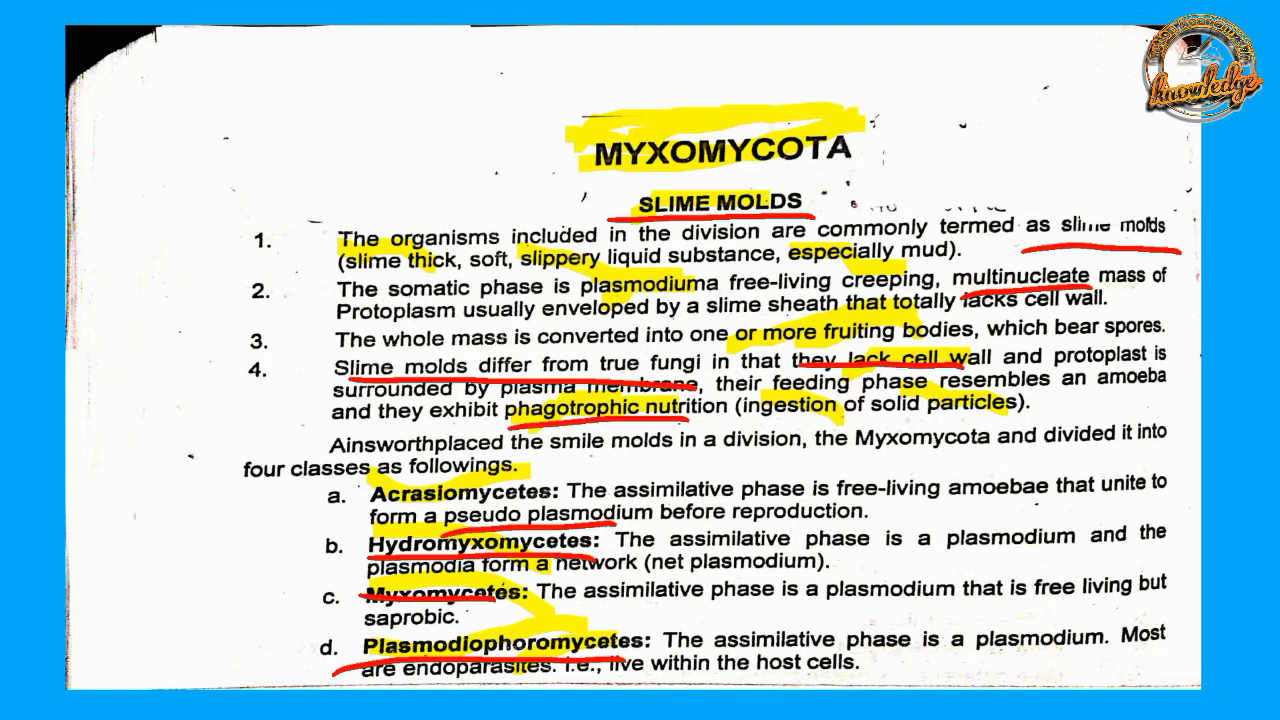 knowledge
MYXOMYCOTA
SLIME MOLDS
1. The organisms included in the division are commonly termed as slime molds
(slime thick, soft, slippery liquid substance, especially mud).
2. The somatic phase is plasmodiuma free-living creeping, multinucleate mass of
Protoplasm usually enveloped by a slime sheath that totally lacks cell wall.
3. The whole mass is converted into one or more fruiting bodies, which bear spores.
4. Slime molds differ from true fungi in that they lack cell wall and protoplast is
surrounded by plasma membrane, their feeding phase resembles an amoeba
and they exhibit phagotrophic nutrition (ingestion of solid particles).
Ainsworthplaced the smile molds in a division, the Myxomycota and divided it into
four classes as followings.
a. Acrasiomycetes: The assimilative phase is free-living amoebae that unite to
form a pseudo plasmodium before reproduction.
b. Hydromyxomycetes: The assimilative phase is a plasmodium and the
plasmodia form a network (net plasmodium).
c. Myxomycetes: The assimilative phase is a plasmodium that is free living but
saprobic.
d. Plasmodiophoromycetes: The assimilative phase is a plasmodium. Most
are endoparasites. i.e., live within the host cells.